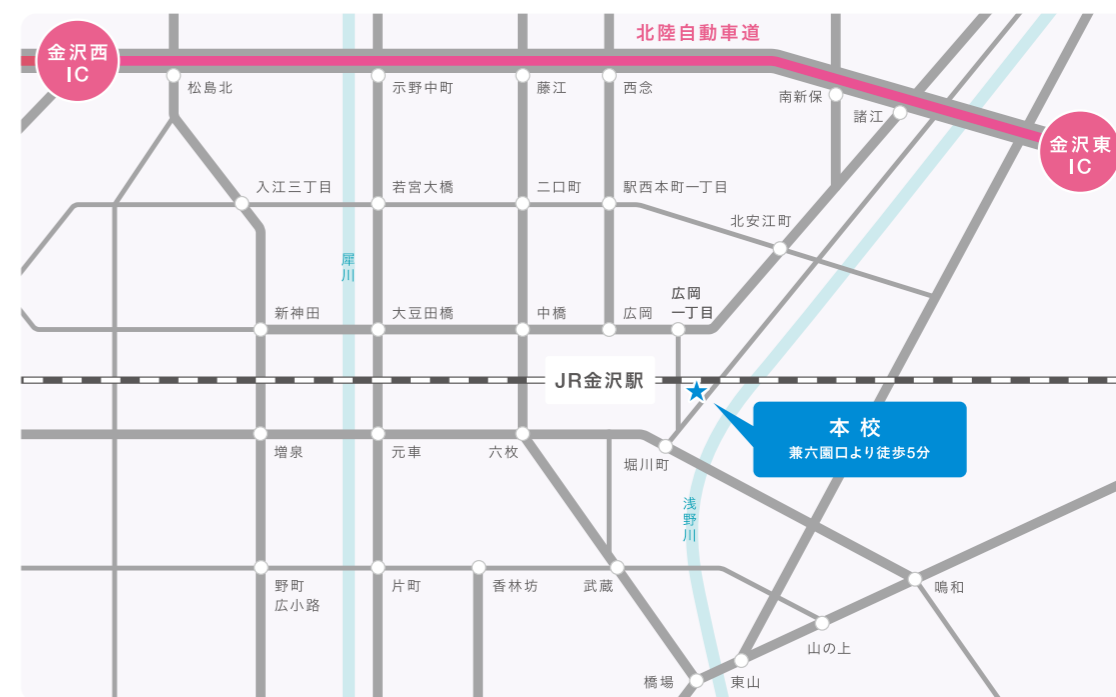 北陸自動車道
金沢西
IC
松島北
示野中町
藤江
西念
南新保
諸江
金沢東
IC
入江三丁目
若宮大橋
二口町
駅西本町一丁目
北安江町
犀川
新神田
大豆田橋
中橋
広岡
広岡
一丁目
JR金沢駅
本校
兼六園口より徒歩5分
増泉
元車
六枚
堀川町
浅野川
野町
広小路
片町
香林坊
武蔵
鳴和
山の上
橋場
東山